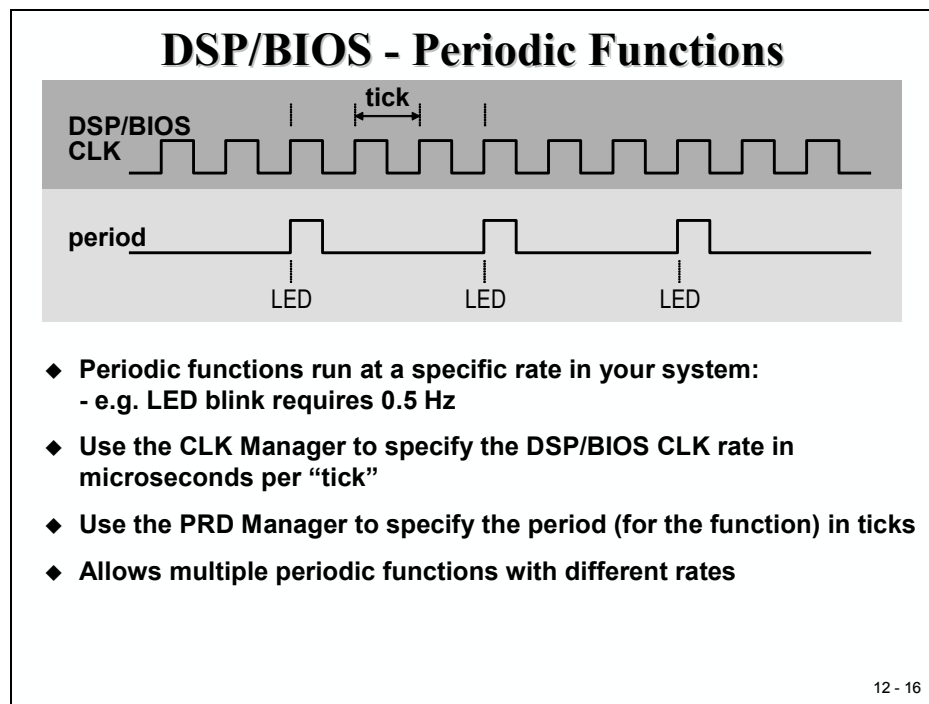 DSP/BIOS - Periodic Functions
tick
DSP/BIOS
CLK
period
LED LED LED
◆ Periodic functions run at a specific rate in your system:
- e.g. LED blink requires 0.5 Hz
◆ Use the CLK Manager to specify the DSP/BIOS CLK rate in
microseconds per “tick”
◆ Use the PRD Manager to specify the period (for the function) in ticks
◆ Allows multiple periodic functions with different rates
12 - 16